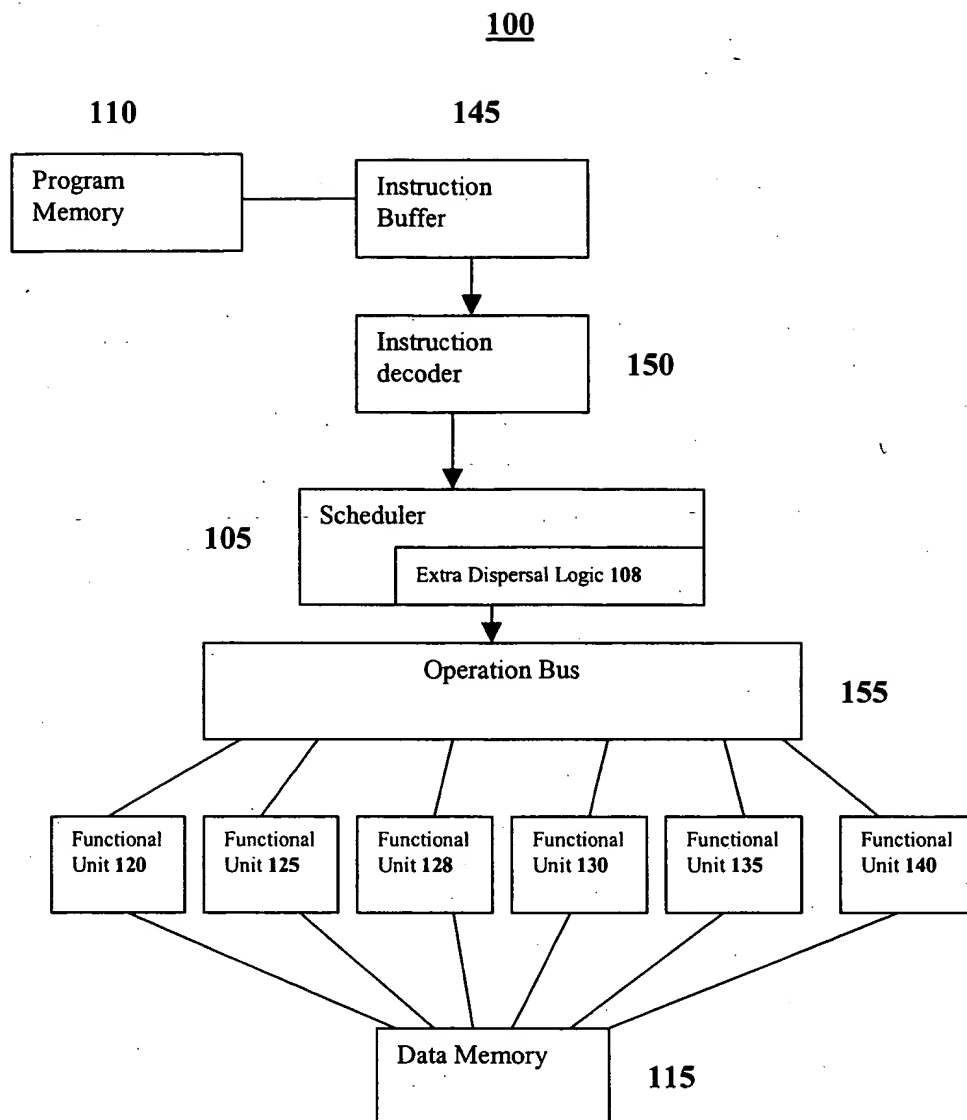 100
110
145
Program
Memory
Instruction
Buffer
Instruction
decoder
150
Scheduler
105
Extra Dispersal Logic 108
Operation Bus
155
Functional
Unit 120
Functional
Unit 125
Functional
Unit 128
Functional
Unit 130
Functional
Unit 135
Functional
Unit 140
Data Memory
115